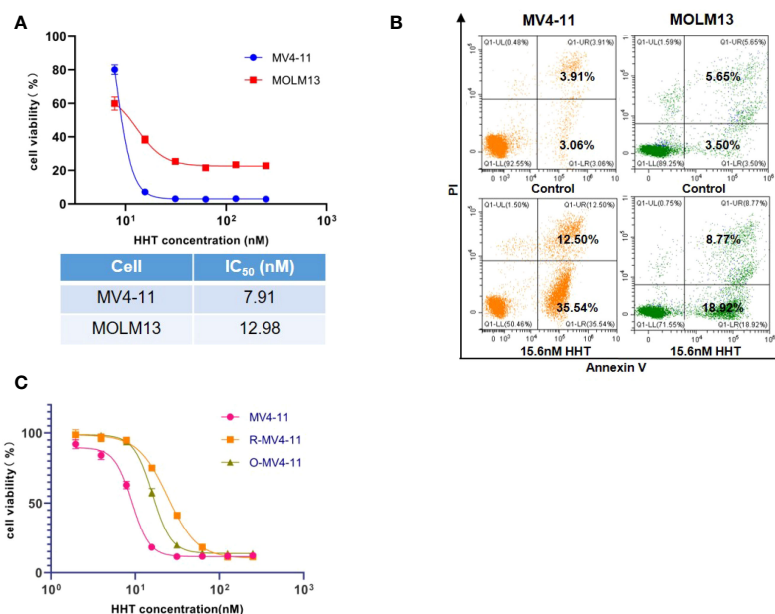 A
100
80
60
40
20
0
cell viability ( %)
MV4-11
MOLM13
10¹
10²
10³
HHT concentration (nM)
Cell IC₅₀ (nM)
MV4-11 7.91
MOLM13 12.98
B
MV4-11 MOLM13
Q1-UL(0.48%) Q1-UR(3.91%)
3.91%
3.06%
Q1-LL(92.55%) Q1-LR(3.06%)
Control
Q1-UL(1.59%) Q1-UR(5.65%)
5.65%
3.50%
Q1-LL(89.25%) Q1-LR(3.50%)
Control
Q1-UL(1.50%) Q1-UR(12.50%)
12.50%
35.54%
Q1-LL(50.46%) Q1-LR(35.54%)
15.6nM HHT
Q1-UL(0.75%) Q1-UR(8.77%)
8.77%
18.92%
Q1-LL(71.55%) Q1-LR(18.92%)
15.6nM HHT
PI
Annexin V
C
100
50
0
cell viability ( %)
MV4-11
R-MV4-11
O-MV4-11
10⁰ 10¹ 10² 10³
HHT concentration(nM)